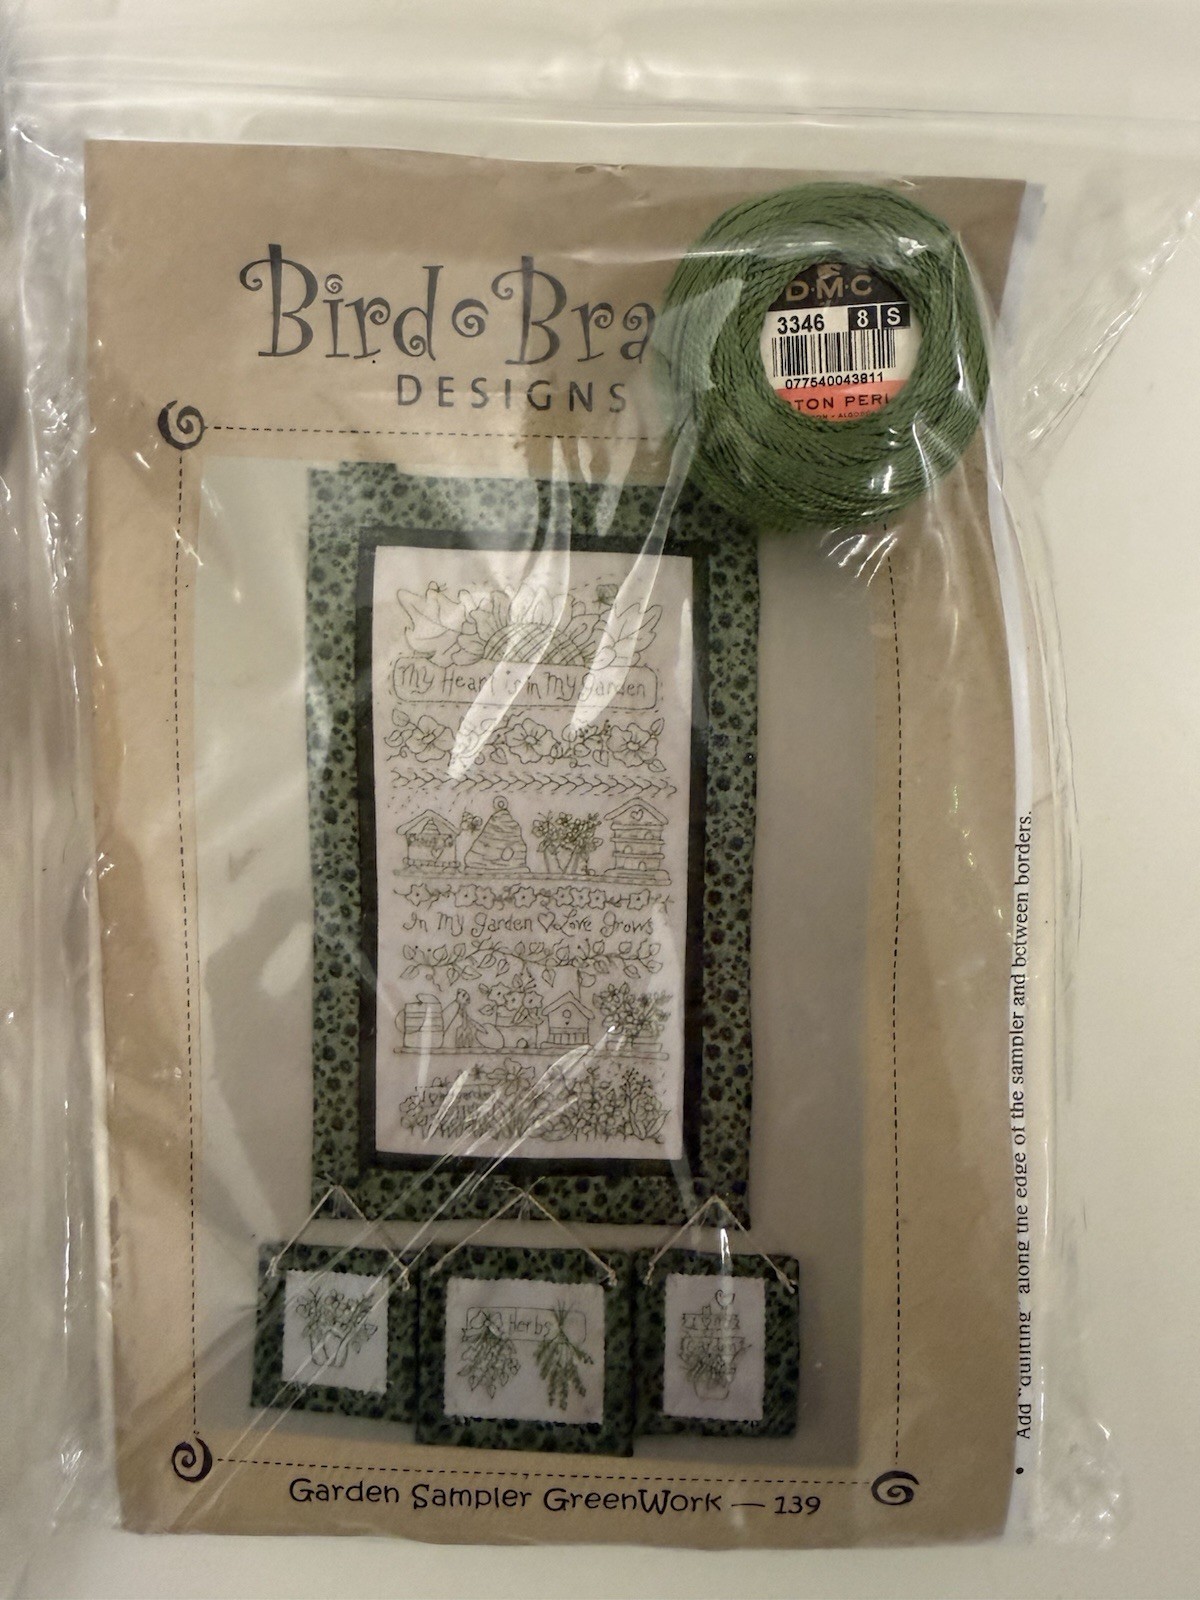 Bird Bra
DESIGNS
D·M·C
3346 8 S
077540043811
TON PERL
My Heart is in My Garden
In My Garden Love Grows
Herbs
Garden Sampler GreenWork — 139
• Add "quilting" along the edge of the sampler and between borders.